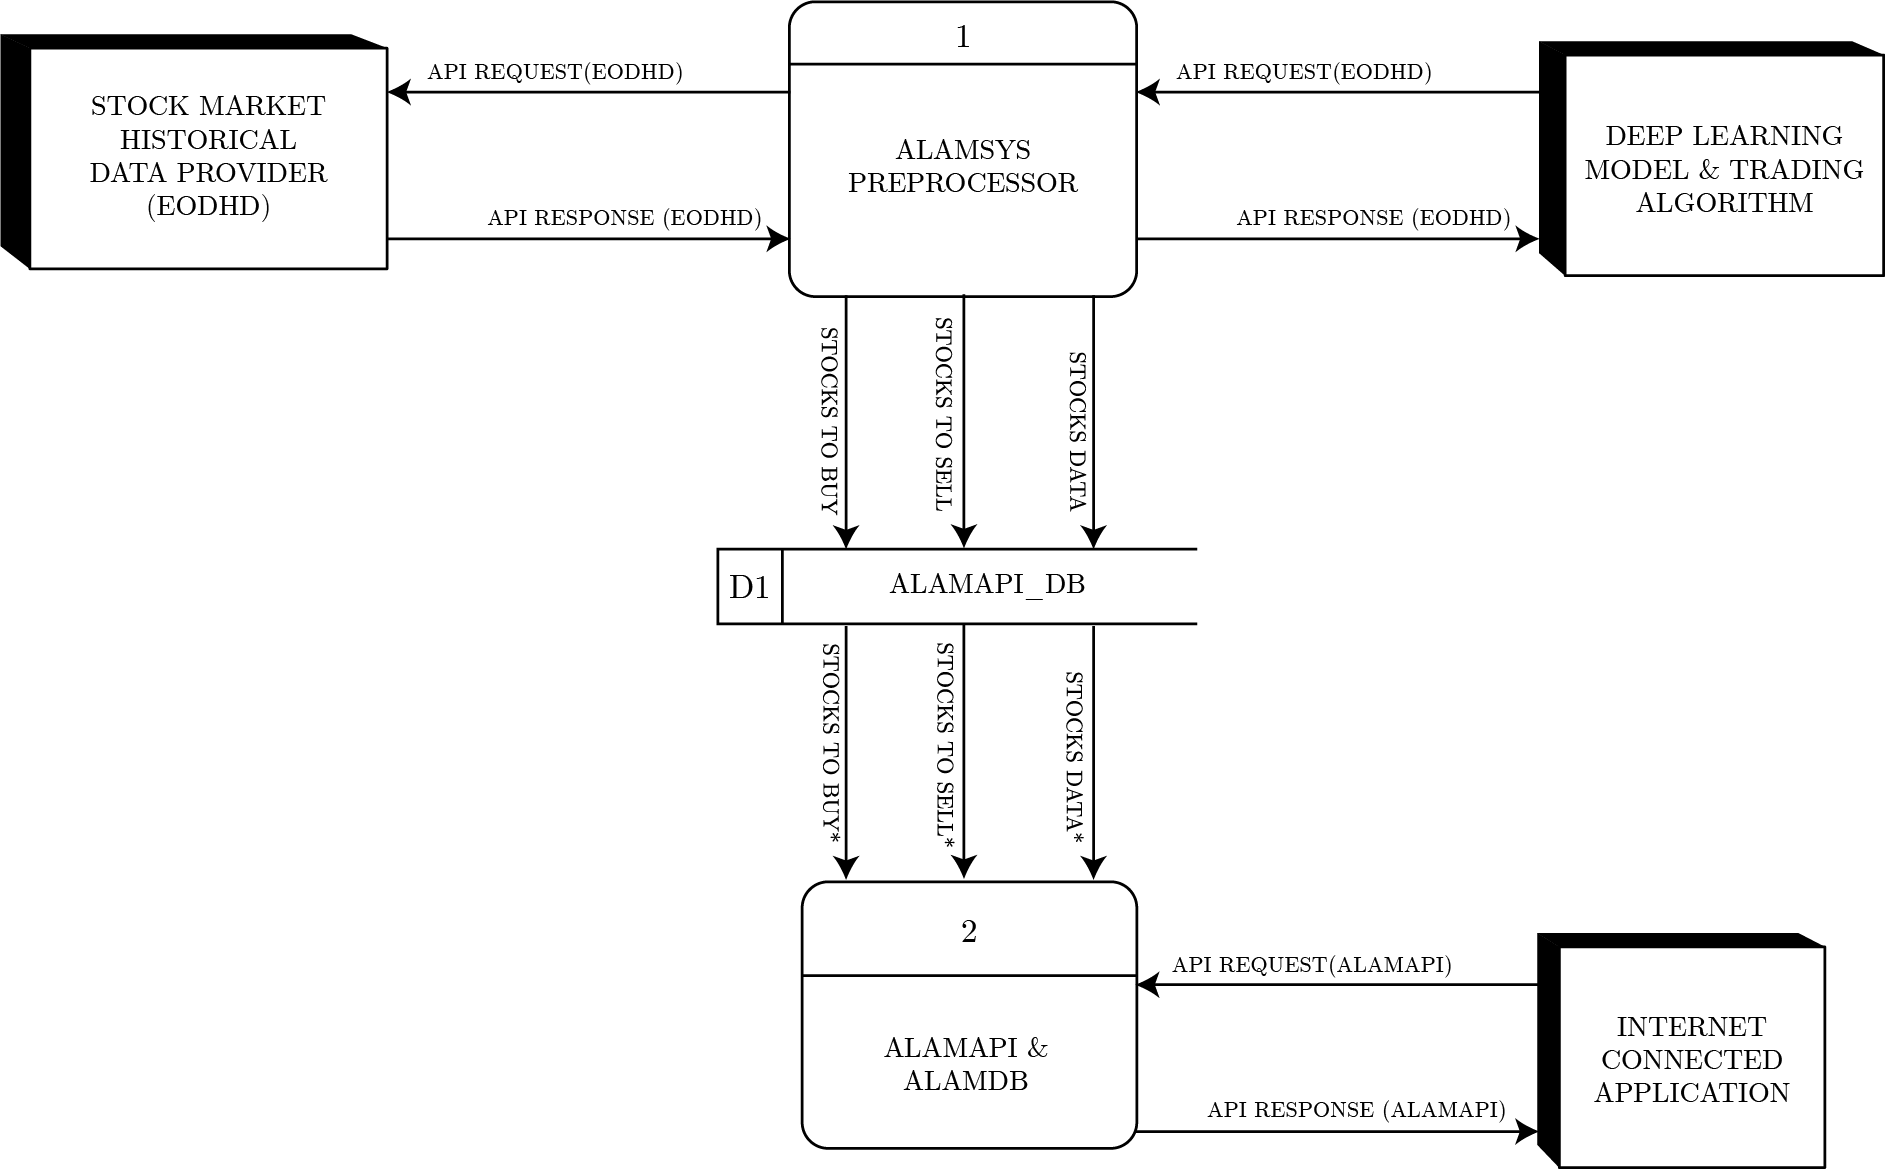 1
API REQUEST(EODHD)
API REQUEST(EODHD)
STOCK MARKET
HISTORICAL
DATA PROVIDER
(EODHD)
ALAMSYS
PREPROCESSOR
DEEP LEARNING
MODEL & TRADING
ALGORITHM
API RESPONSE (EODHD)
API RESPONSE (EODHD)
STOCKS TO BUY
STOCKS TO SELL
STOCKS DATA
D1
ALAMAPI_DB
STOCKS TO BUY*
STOCKS TO SELL*
STOCKS DATA*
2
API REQUEST(ALAMAPI)
ALAMAPI &
ALAMDB
INTERNET
CONNECTED
APPLICATION
API RESPONSE (ALAMAPI)